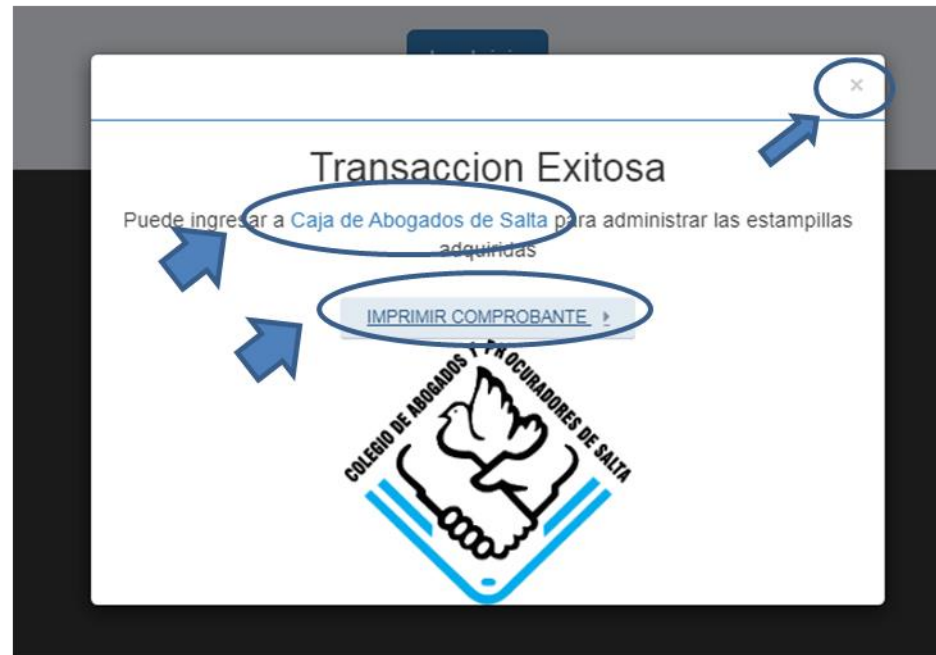 ×
Transaccion Exitosa
Puede ingresar a Caja de Abogados de Salta para administrar las estampillas
adquiridas
IMPRIMIR COMPROBANTE
COLEGIO DE ABOGADOS Y PROCURADORES DE SALTA